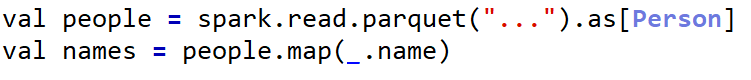 val people = spark.read.parquet("...").as[Person]
val names = people.map(_.name)